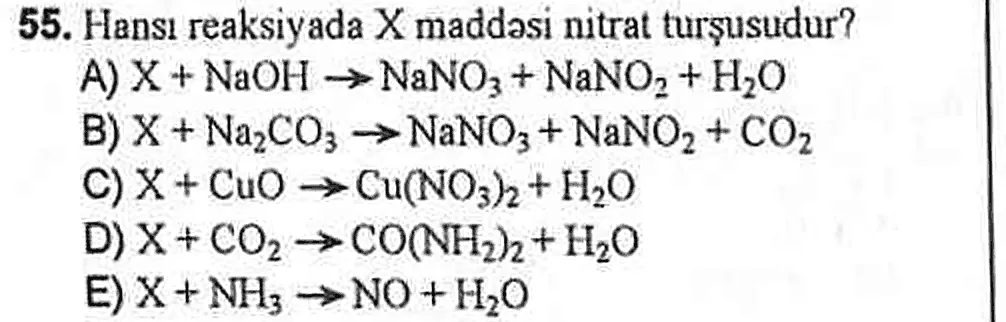 55. Hansı reaksiyada X maddəsi nitrat turşusudur?
A) X + NaOH → NaNO₃ + NaNO₂ + H₂O
B) X + Na₂CO₃ → NaNO₃ + NaNO₂ + CO₂
C) X + CuO → Cu(NO₃)₂ + H₂O
D) X + CO₂ → CO(NH₂)₂ + H₂O
E) X + NH₃ → NO + H₂O